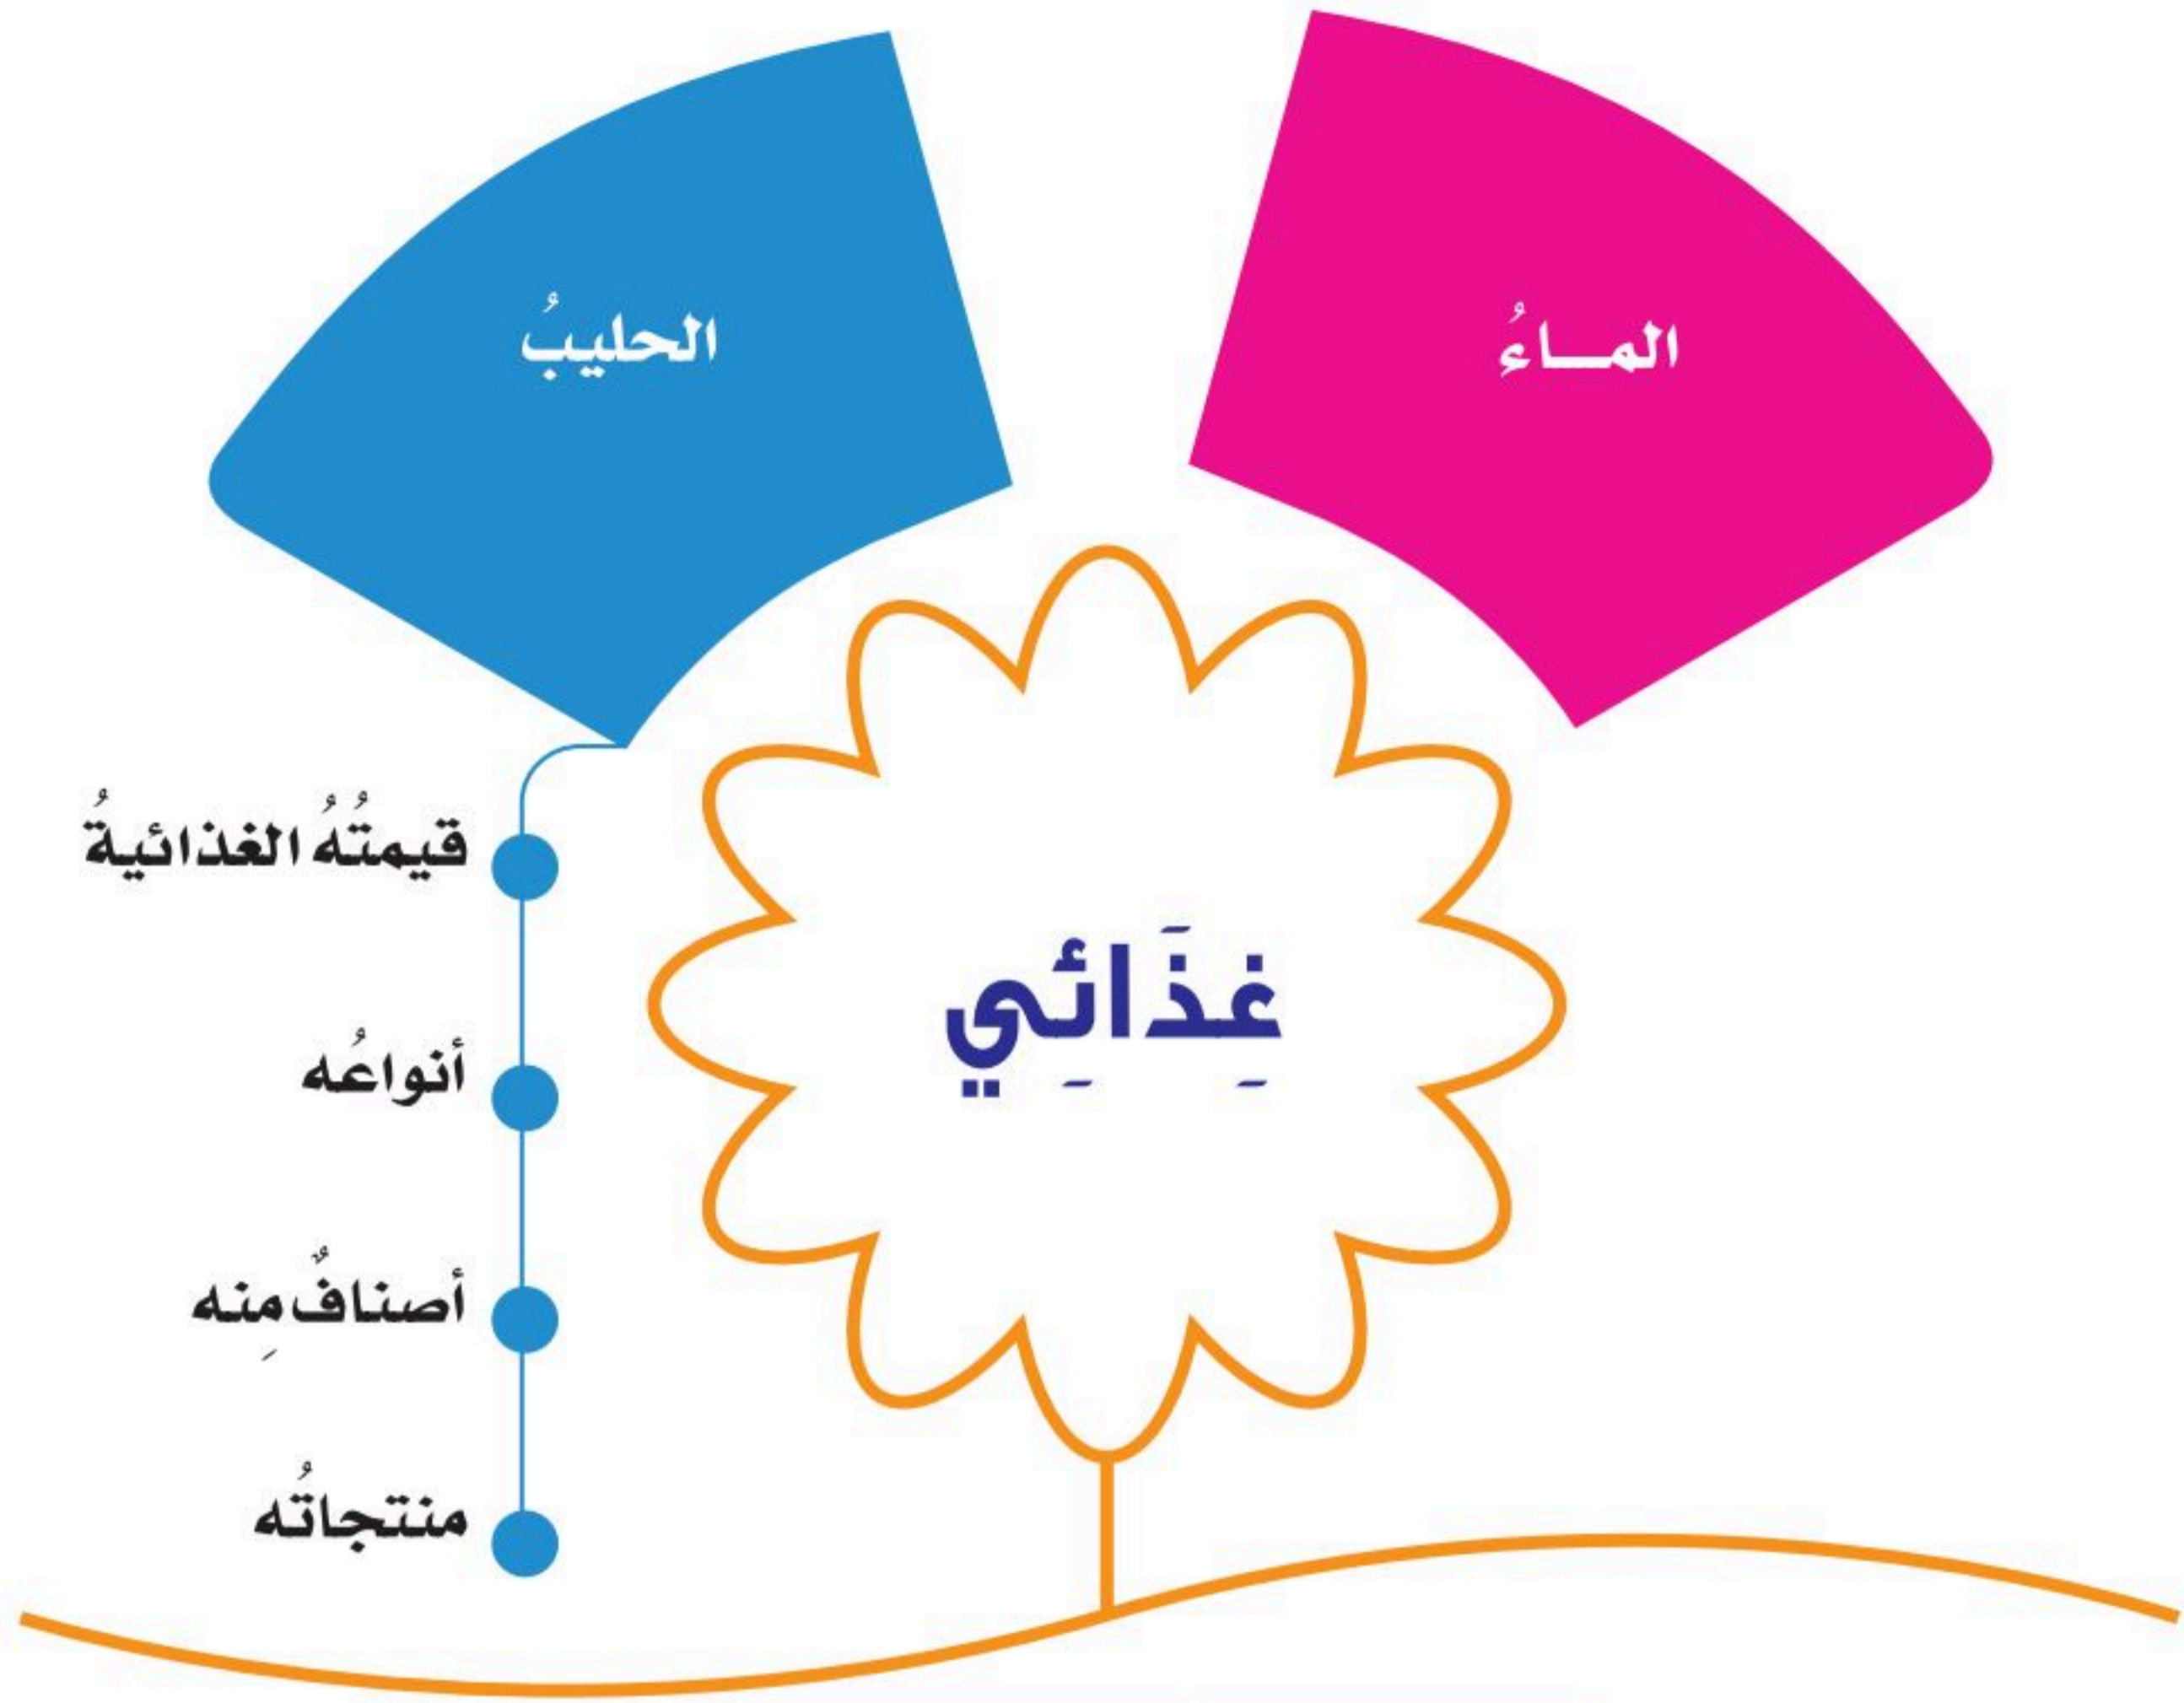 الماءُ
الحليبُ
غِذَائِي
قيمتُهُ الغذائيةُ
أنواعُه
أصنافٌ مِنه
منتجاتُه